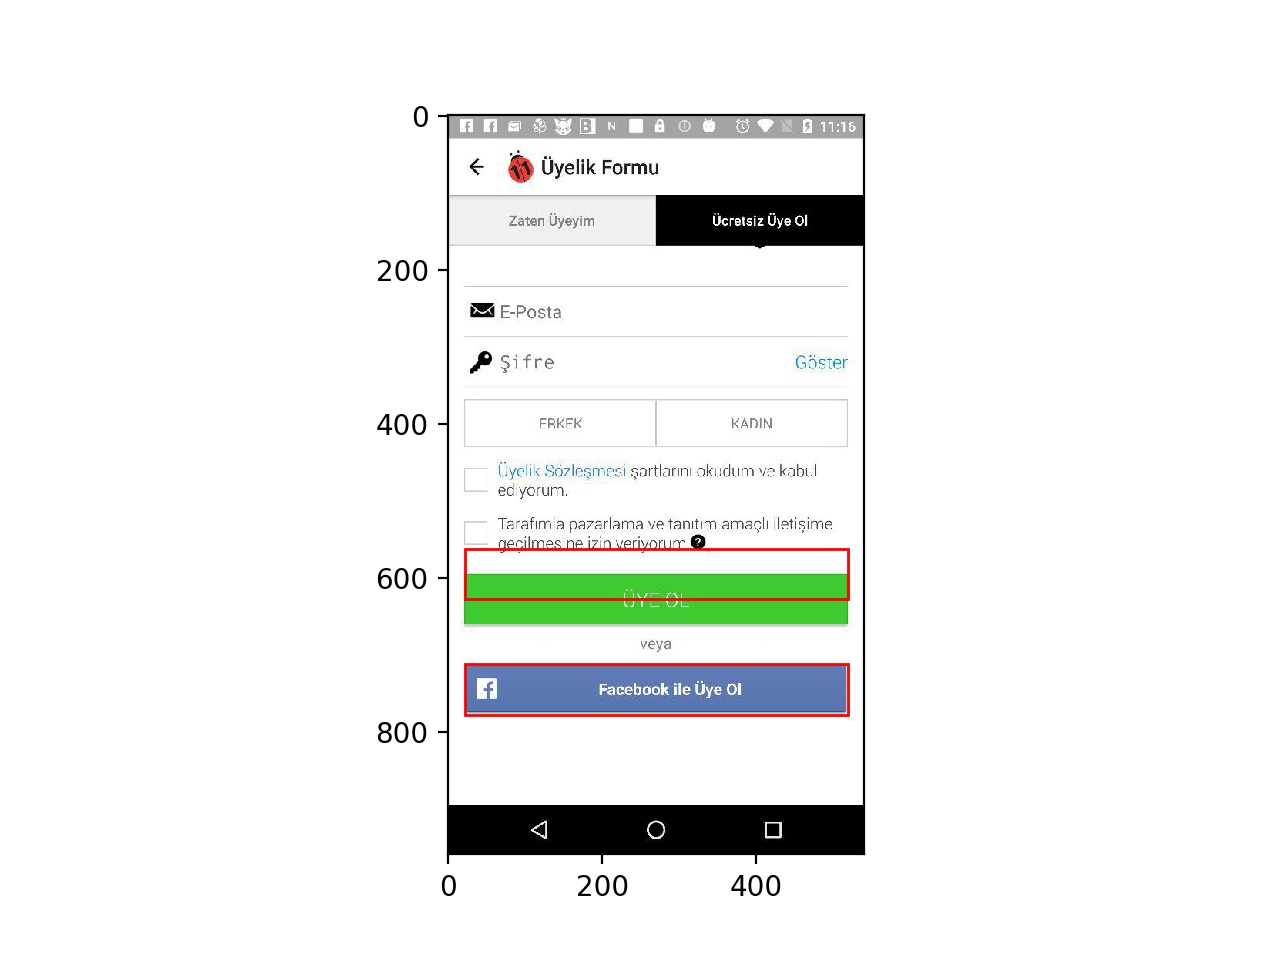 0
11:16
Üyelik Formu
Zaten Üyeyim
Ücretsiz Üye Ol
200
E-Posta
Şifre
Göster
400
ERKEK
KADIN
Üyelik Sözleşmesi şartlarını okudum ve kabul
ediyorum.
Tarafımla pazarlama ve tanıtım amaçlı iletişime
geçilmesine izin veriyorum ?
600
ÜYE OL
veya
Facebook ile Üye Ol
800
0
200
400